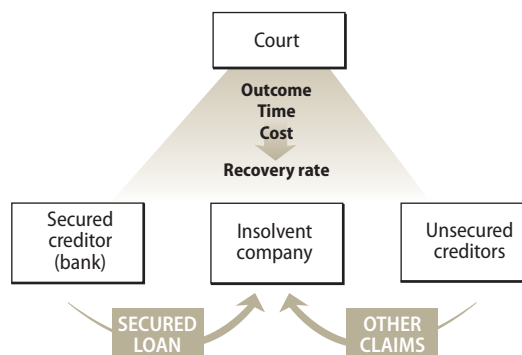 Court
Outcome
Time
Cost
Recovery rate
Secured
creditor
(bank)
Insolvent
company
Unsecured
creditors
SECURED
LOAN
OTHER
CLAIMS